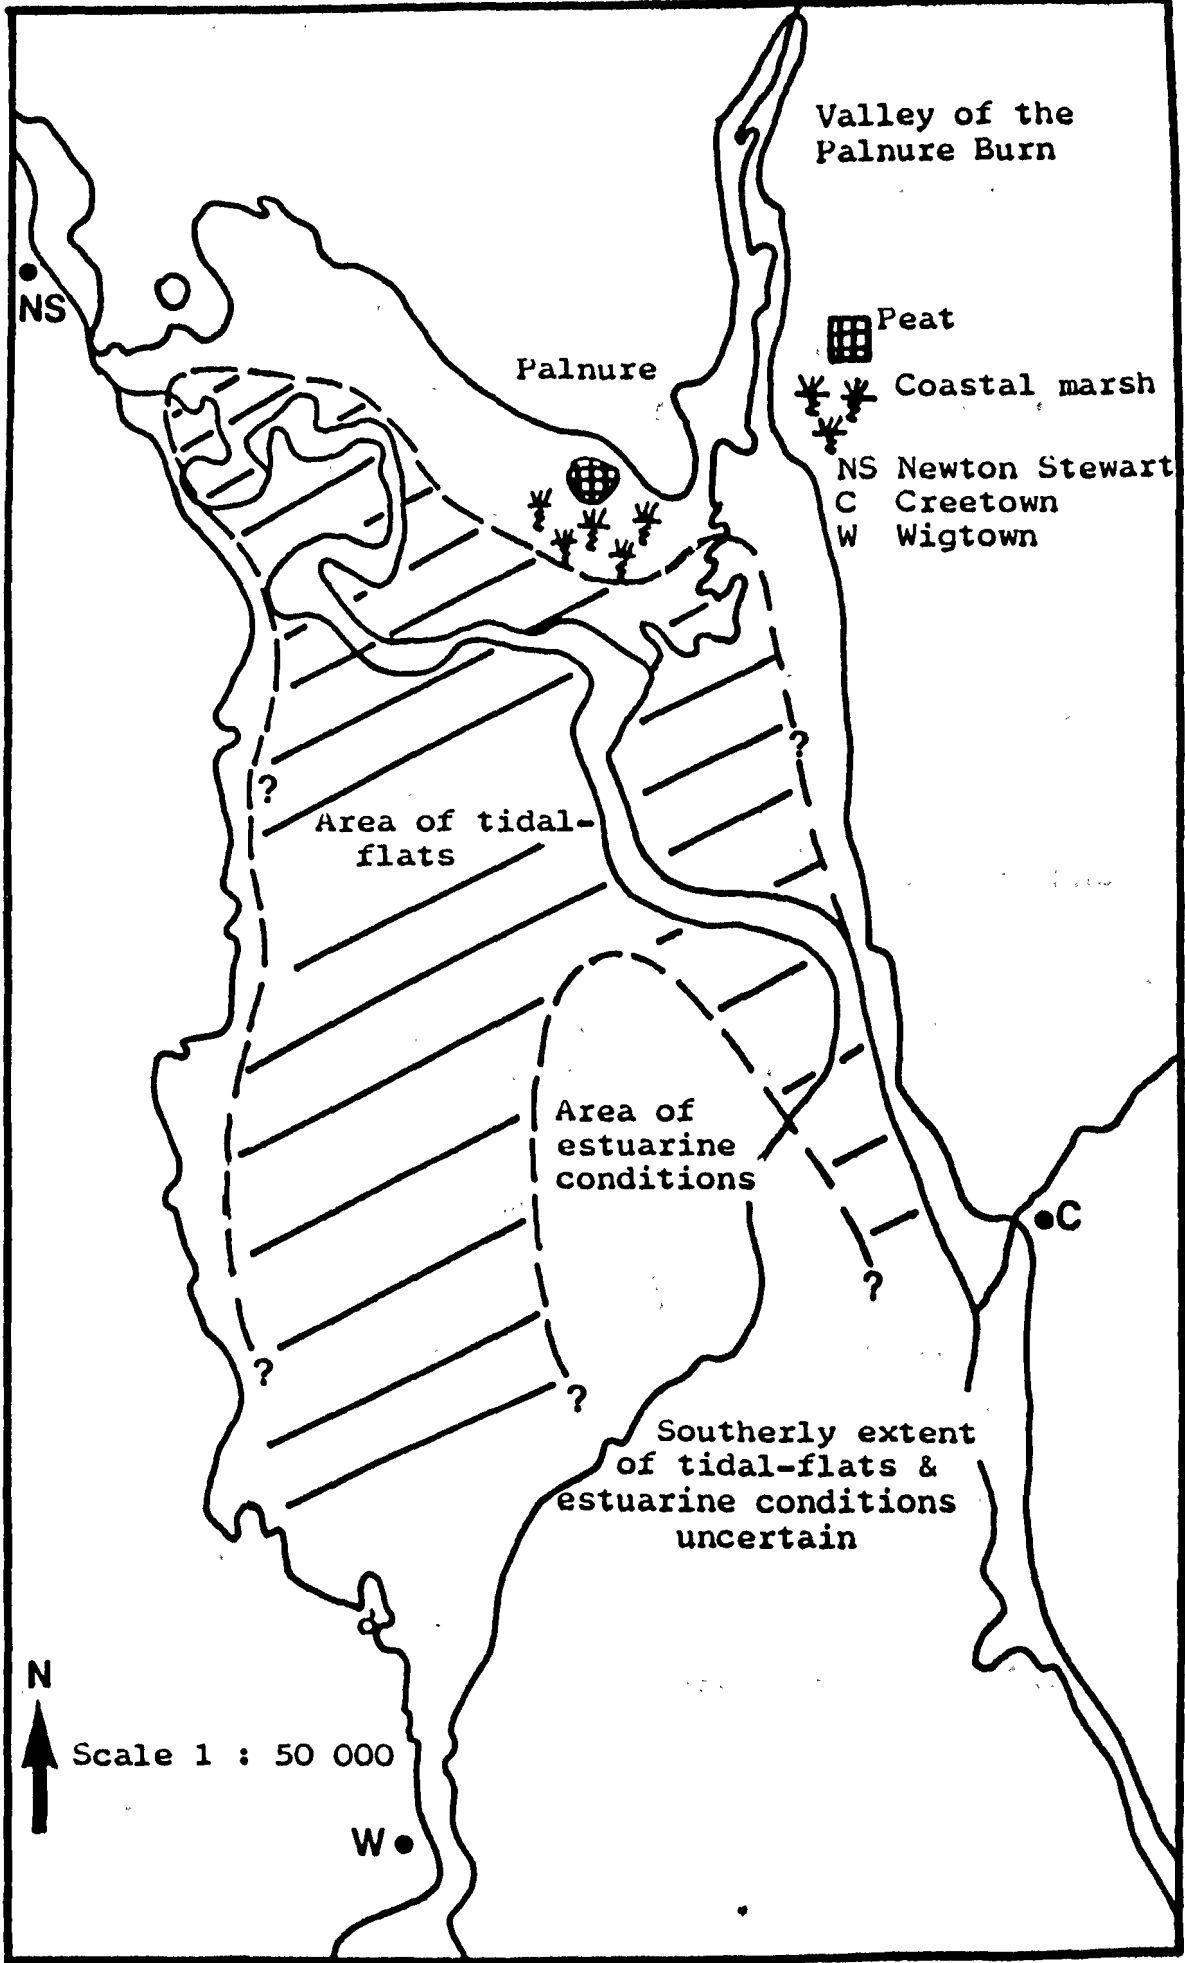 Valley of the
Palnure Burn
NS
Peat
Palnure
Coastal marsh
NS Newton Stewart
C Creetown
W Wigtown
?
?
Area of tidal-
flats
Area of
estuarine
conditions
C
?
?
?
Southerly extent
of tidal-flats &
estuarine conditions
uncertain
N
Scale 1 : 50 000
W